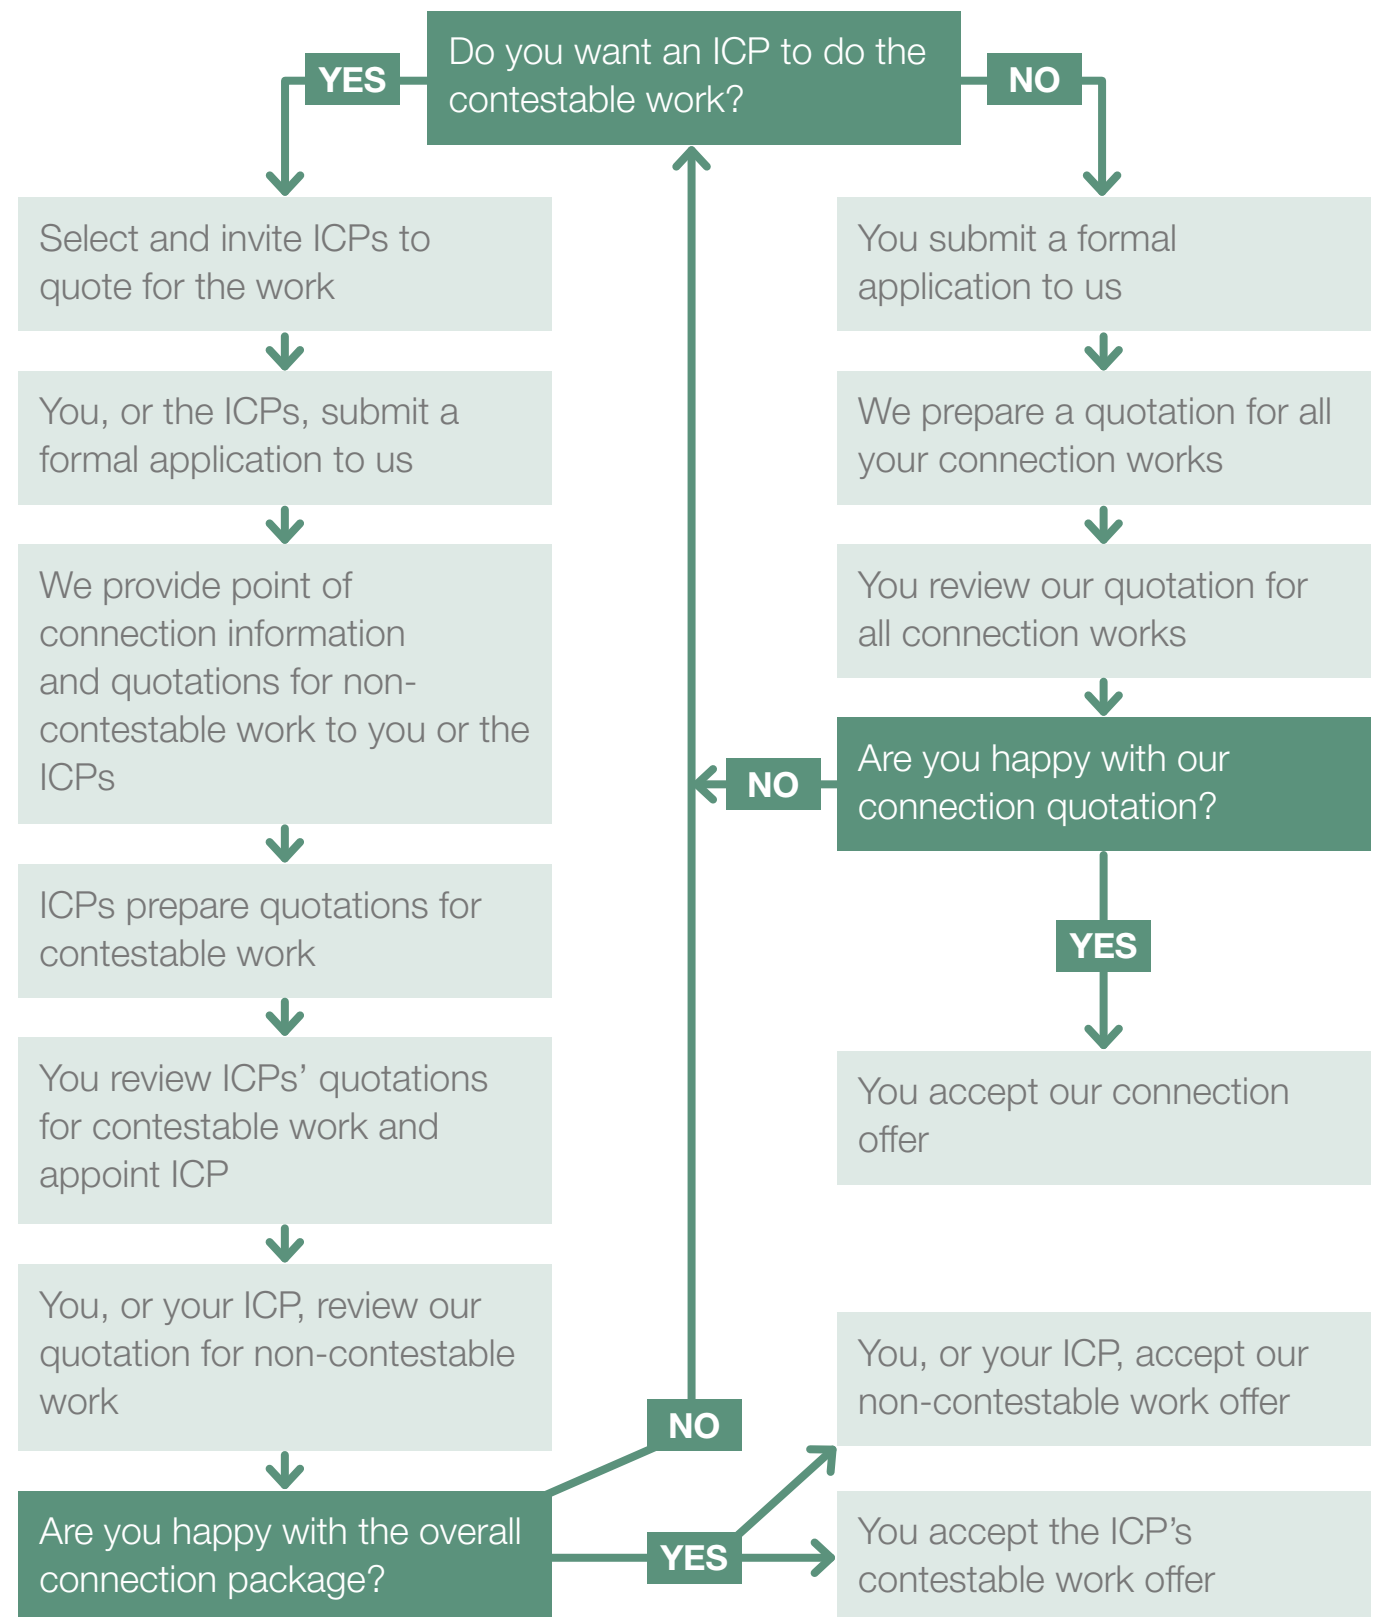 Do you want an ICP to do the
contestable work?
YES
NO
Select and invite ICPs to
quote for the work
You, or the ICPs, submit a
formal application to us
We provide point of
connection information
and quotations for non-
contestable work to you or the
ICPs
ICPs prepare quotations for
contestable work
You review ICPs’ quotations
for contestable work and
appoint ICP
You, or your ICP, review our
quotation for non-contestable
work
Are you happy with the overall
connection package?
NO
YES
You submit a formal
application to us
We prepare a quotation for all
your connection works
You review our quotation for
all connection works
Are you happy with our
connection quotation?
NO
YES
You accept our connection
offer
You, or your ICP, accept our
non-contestable work offer
You accept the ICP’s
contestable work offer